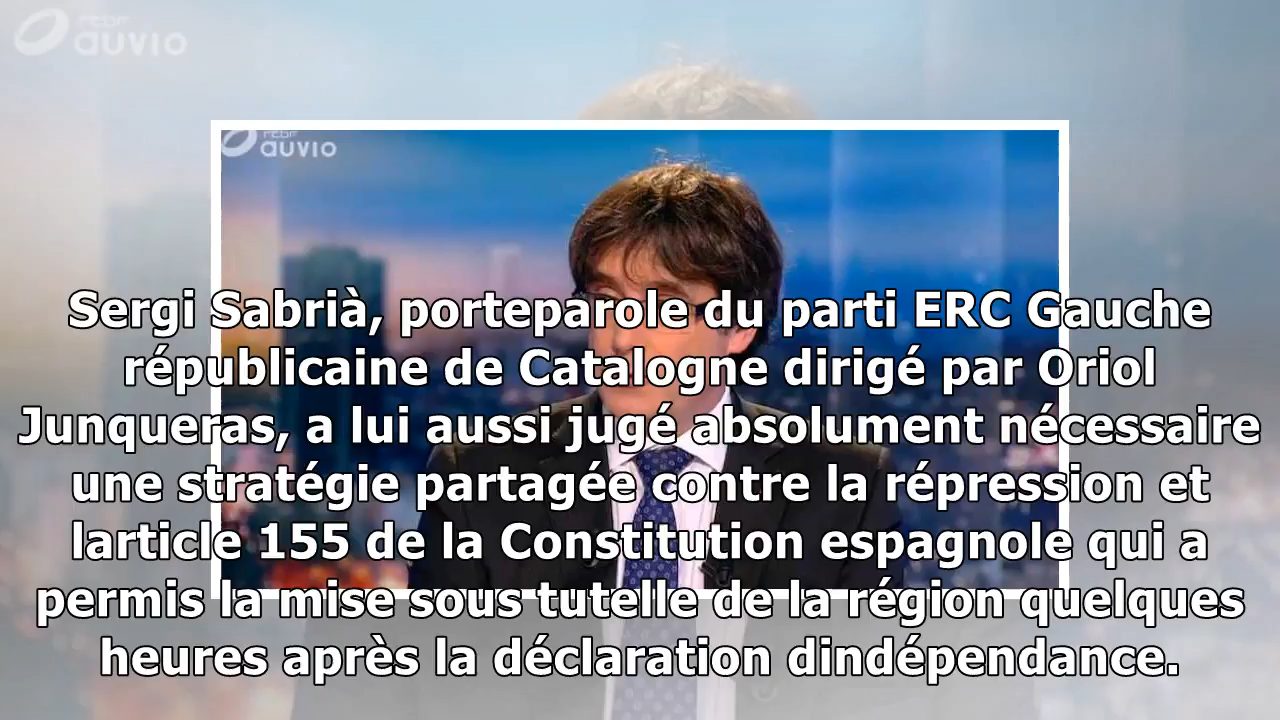 rtbf
auvio
rtbf
auvio
Sergi Sabrià, porteparole du parti ERC Gauche
républicaine de Catalogne dirigé par Oriol
Junqueras, a lui aussi jugé absolument nécessaire
une stratégie partagée contre la répression et
larticle 155 de la Constitution espagnole qui a
permis la mise sous tutelle de la région quelques
heures après la déclaration dindépendance.